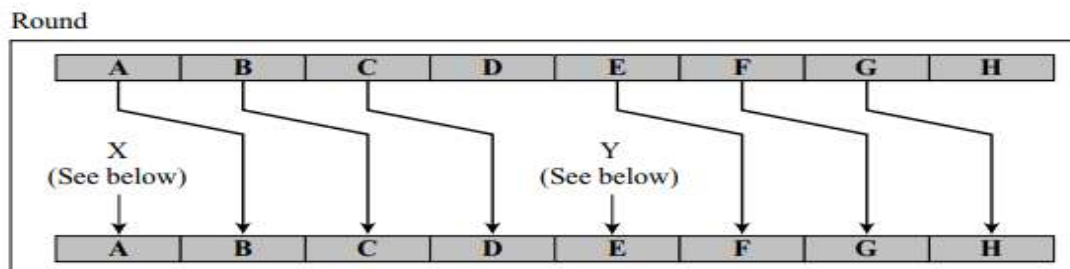 Round
A B C D E F G H
X Y
(See below) (See below)
A B C D E F G H